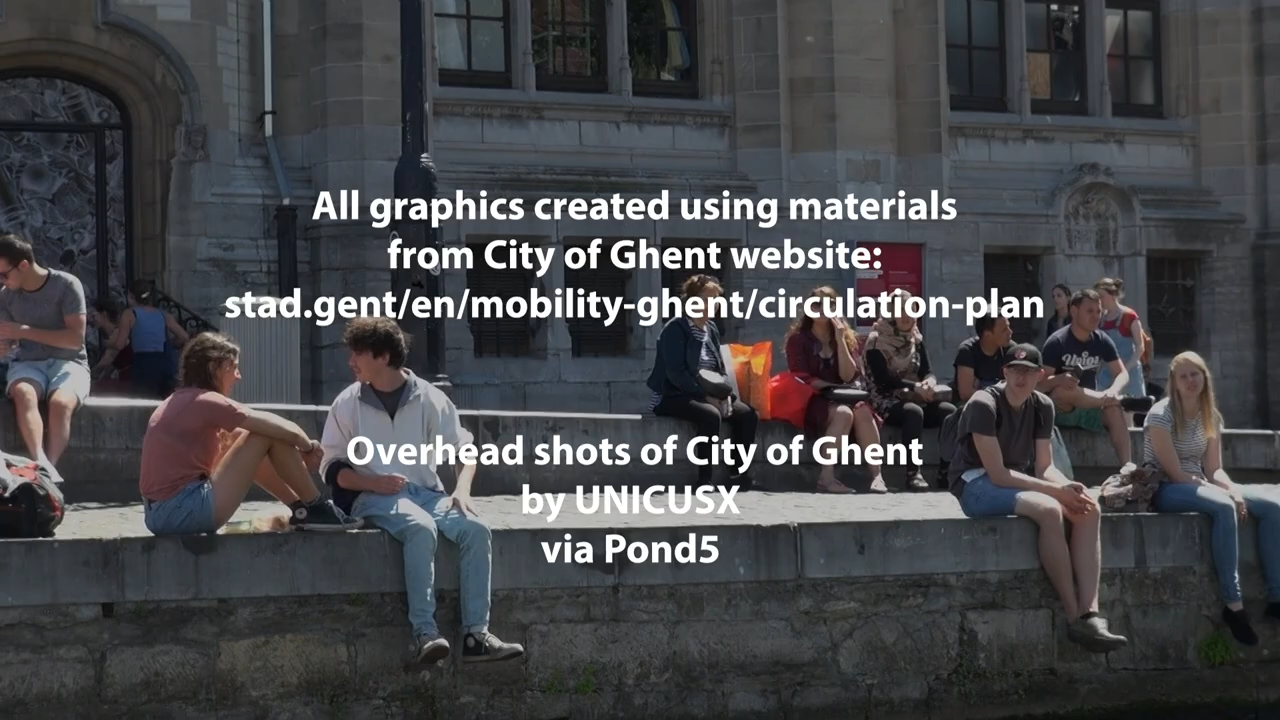 All graphics created using materials
from City of Ghent website:
stad.gent/en/mobility-ghent/circulation-plan
Overhead shots of City of Ghent
by UNICUSX
via Pond5
Union